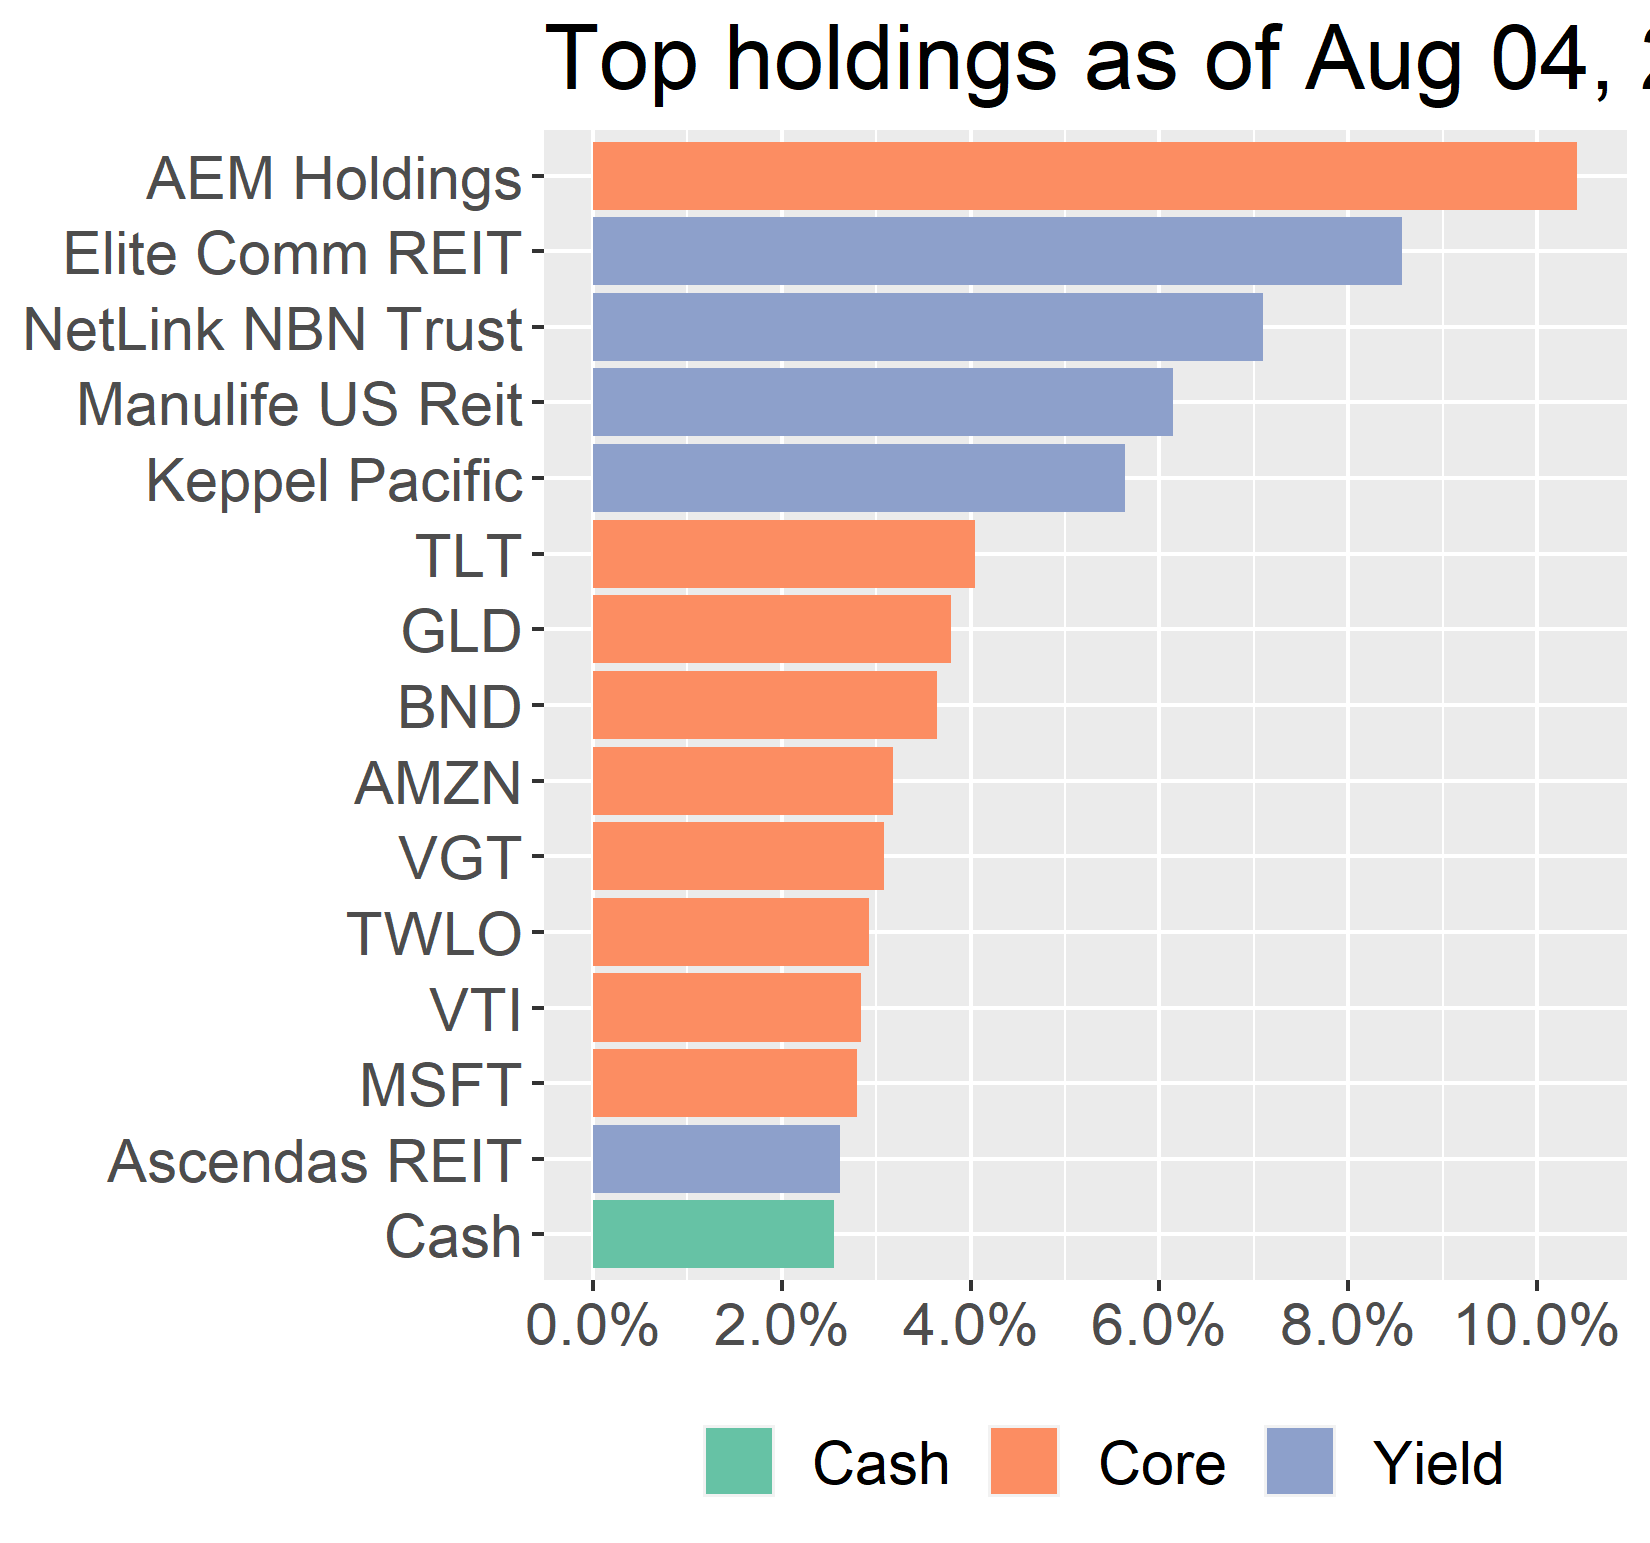 Top holdings as of Aug 04,
AEM Holdings
Elite Comm REIT
NetLink NBN Trust
Manulife US Reit
Keppel Pacific
TLT
GLD
BND
AMZN
VGT
TWLO
VTI
MSFT
Ascendas REIT
Cash
0.0% 2.0% 4.0% 6.0% 8.0% 10.0%
Cash Core Yield